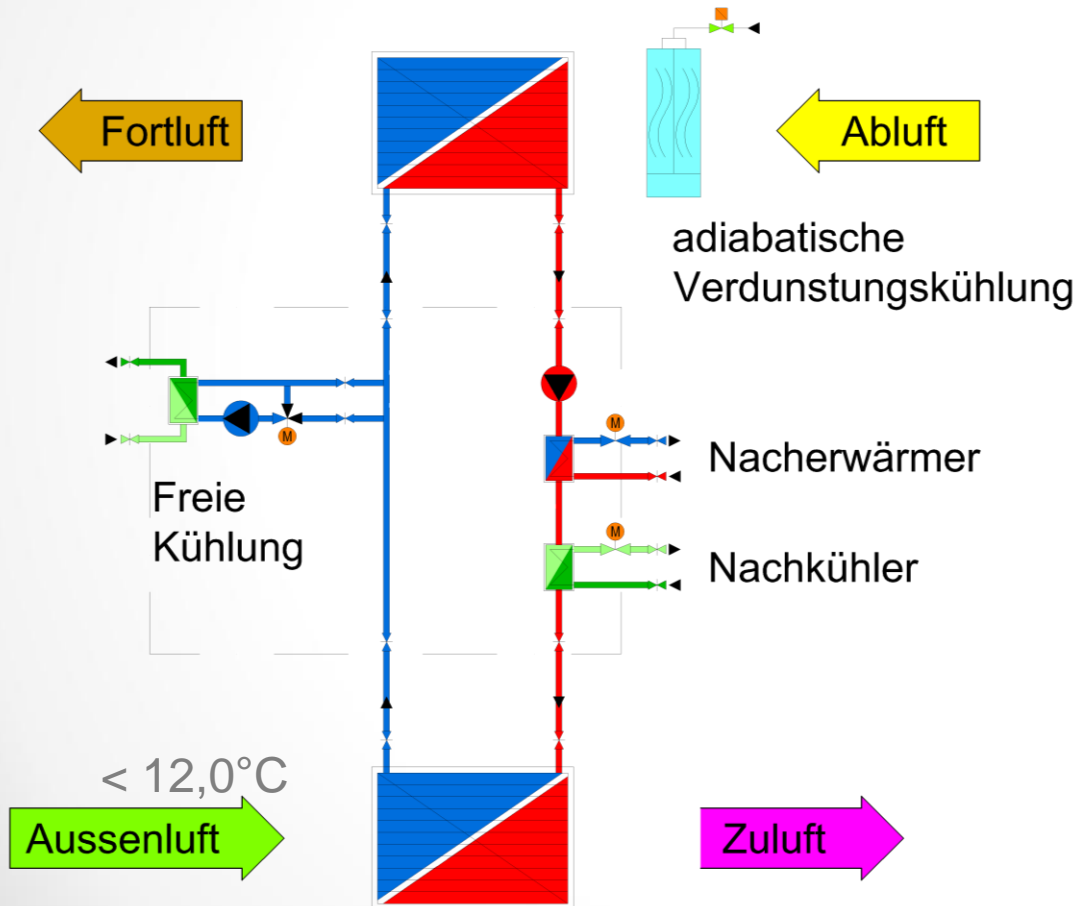 Fortluft
Abluft
adiabatische
Verdunstungskühlung
M
M
Nacherwärmer
Freie
Kühlung
M
Nachkühler
< 12,0°C
Aussenluft
Zuluft